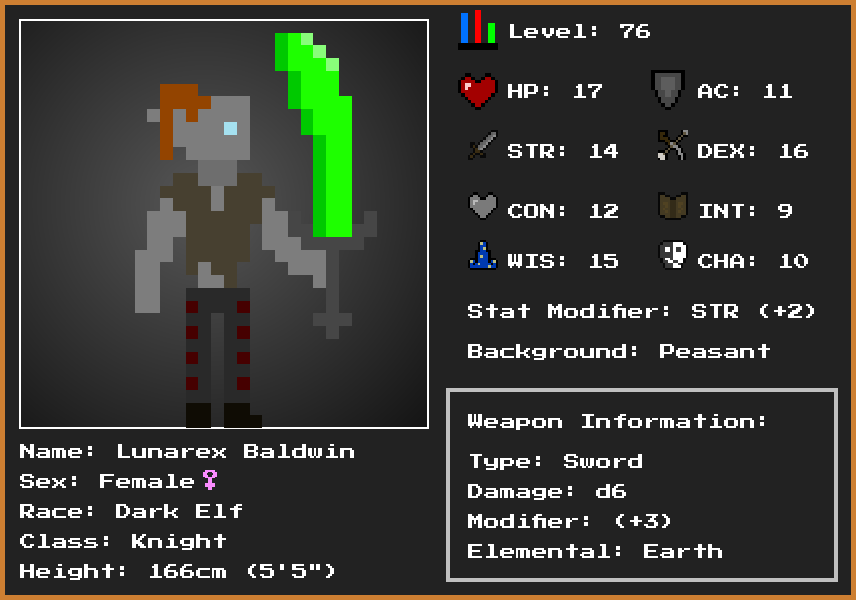 Level: 76
HP: 17
AC: 11
STR: 14
DEX: 16
CON: 12
INT: 9
WIS: 15
CHA: 10
Stat Modifier: STR (+2)
Background: Peasant
Weapon Information:
Type: Sword
Damage: d6
Modifier: (+3)
Elemental: Earth
Name: Lunarex Baldwin
Sex: Female♀
Race: Dark Elf
Class: Knight
Height: 166cm (5'5")